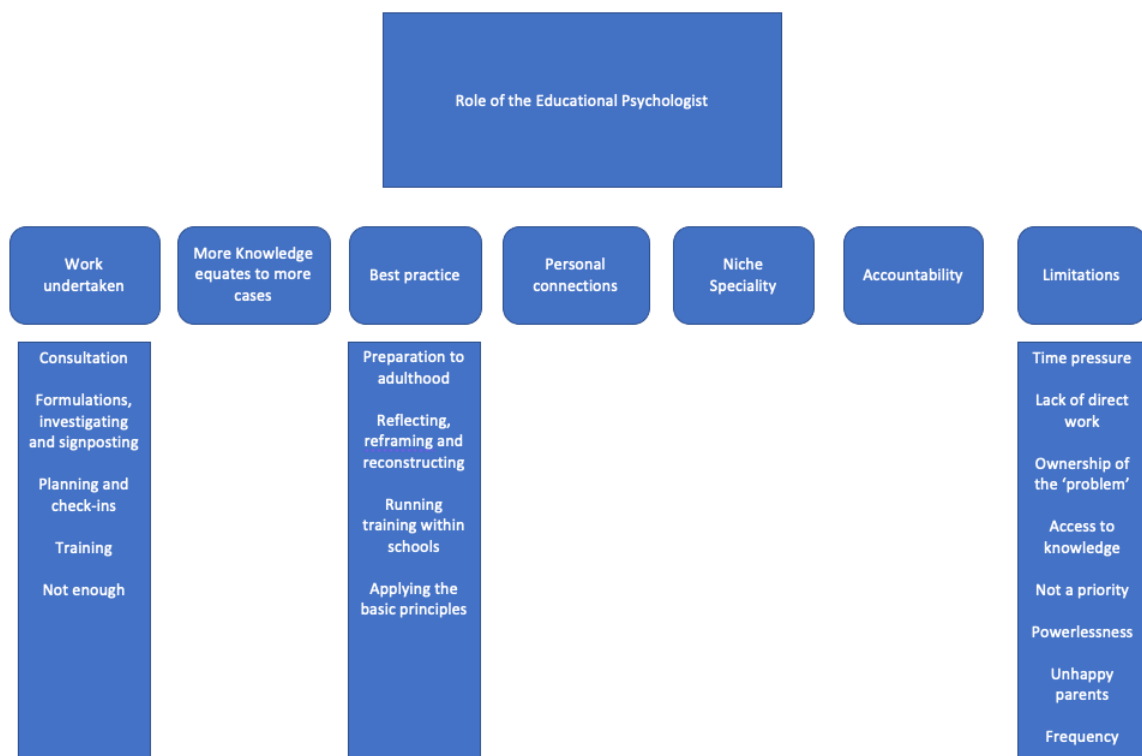 Role of the Educational Psychologist
Work
undertaken
More Knowledge
equates to more
cases
Best practice
Personal
connections
Niche
Speciality
Accountability
Limitations
Consultation
Formulations,
investigating
and signposting
Planning and
check-ins
Training
Not enough
Preparation to
adulthood
Reflecting,
reframing and
reconstructing
Running
training within
schools
Applying the
basic principles
Time pressure
Lack of direct
work
Ownership of
the ‘problem’
Access to
knowledge
Not a priority
Powerlessness
Unhappy
parents
Frequency